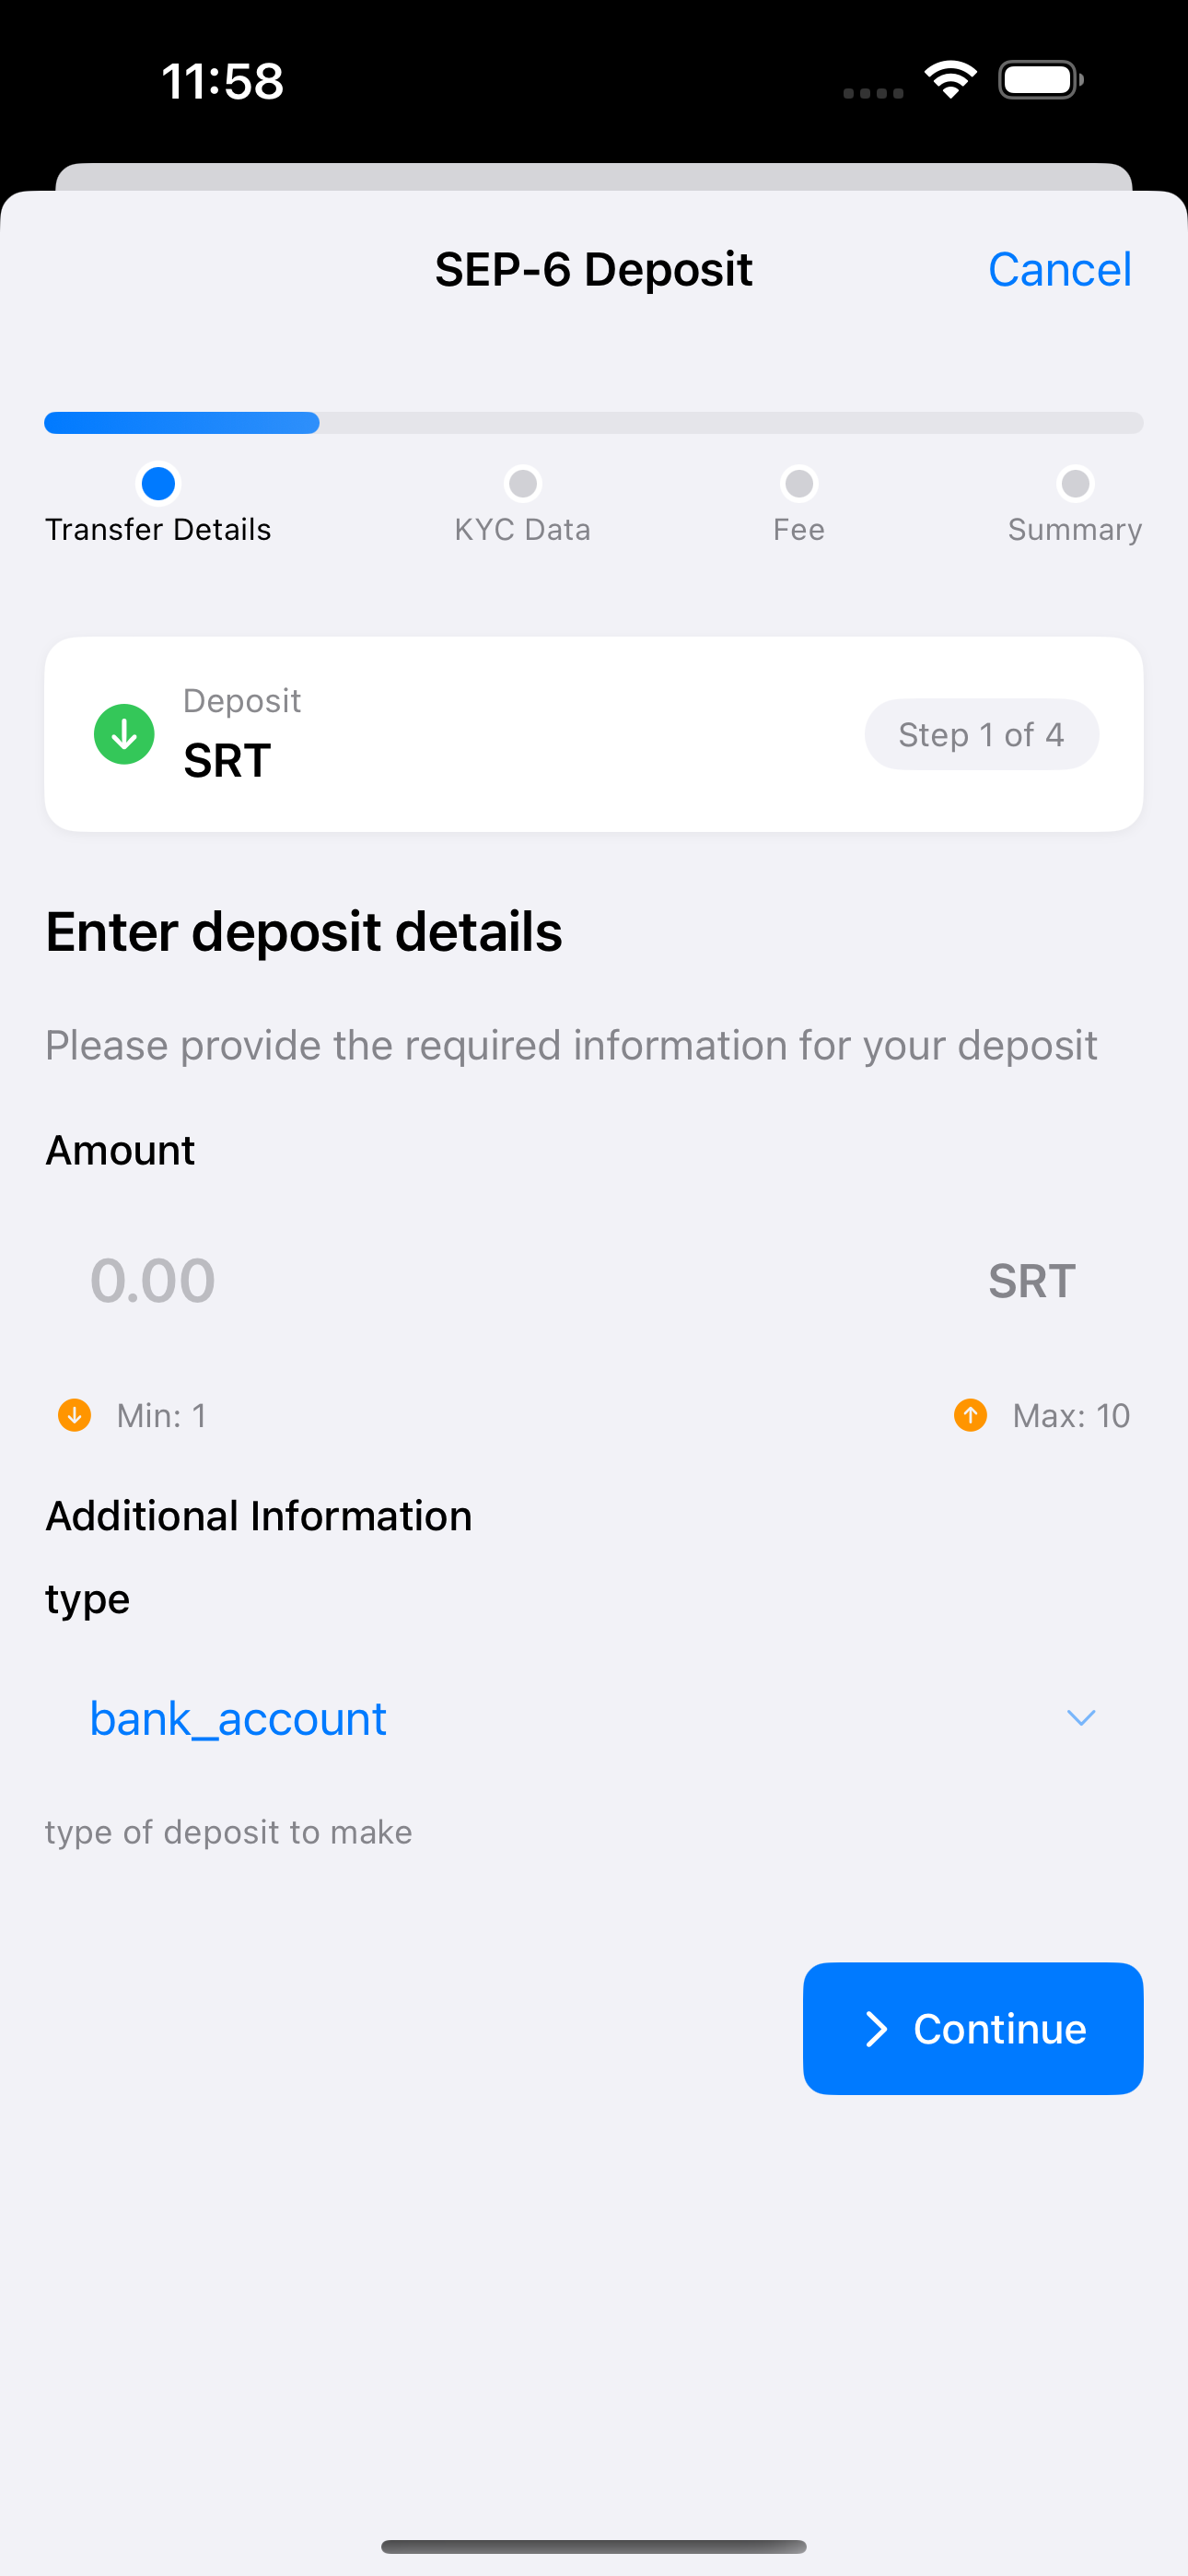 11:58
SEP-6 Deposit
Cancel
Transfer Details
KYC Data
Fee
Summary
Deposit
SRT
Step 1 of 4
Enter deposit details
Please provide the required information for your deposit
Amount
0.00
SRT
Min: 1
Max: 10
Additional Information
type
bank_account
type of deposit to make
Continue